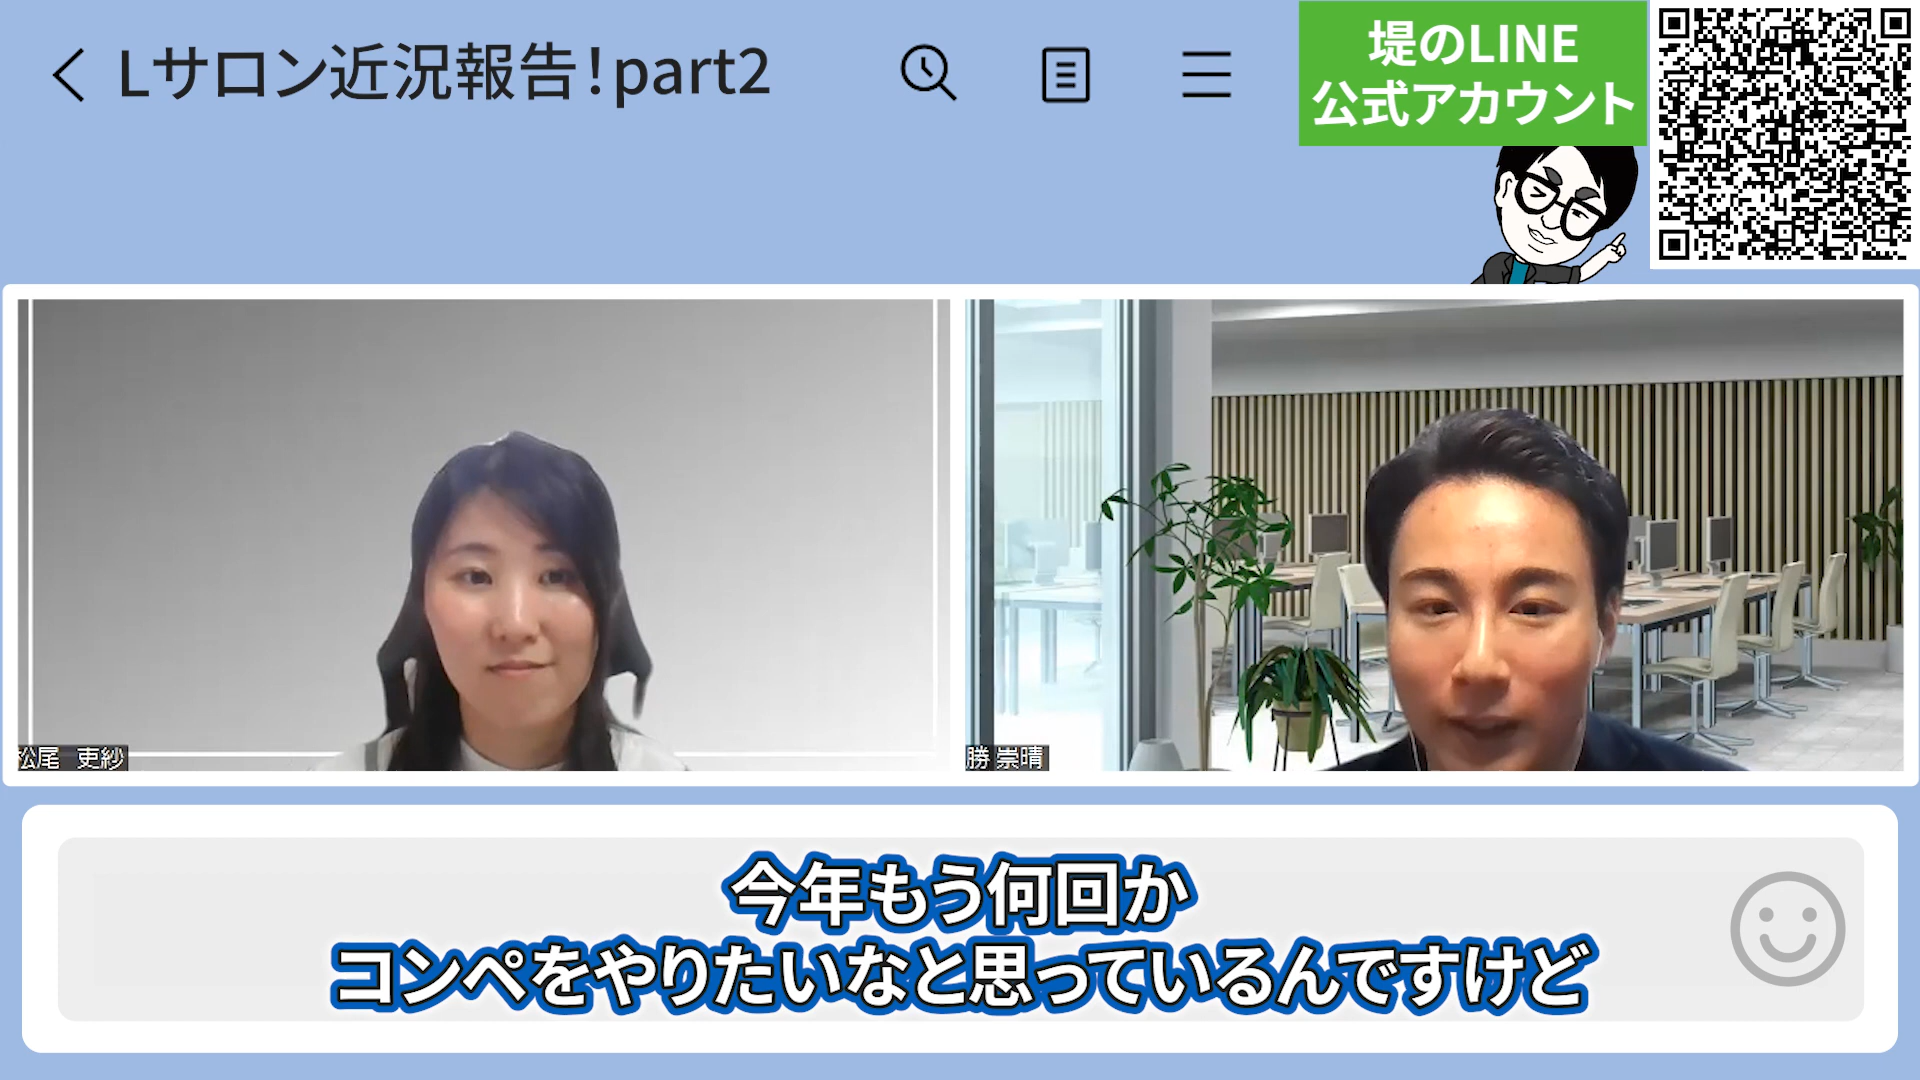 Lサロン近況報告！part2
堤のLINE
公式アカウント
松尾 吏紗
勝 崇晴
今年もう何回か
コンペをやりたいなと思っているんですけど